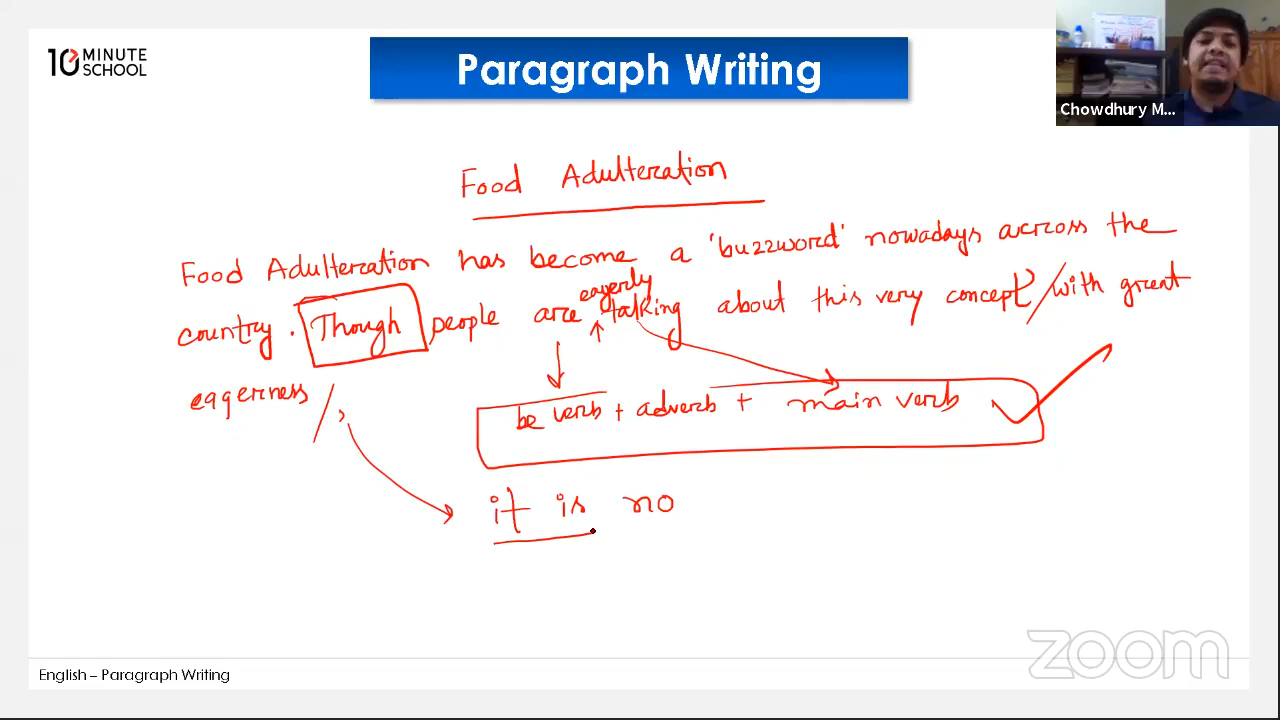 10 MINUTE SCHOOL
Paragraph Writing
Chowdhury M...
Food Adulteration
Food Adulteration has become a 'buzzword' nowadays across the
eagerly
country. Though people are talking about this very concept / with great
eagerness / ,
be verb + adverb + main verb
it is no
zoom
English – Paragraph Writing